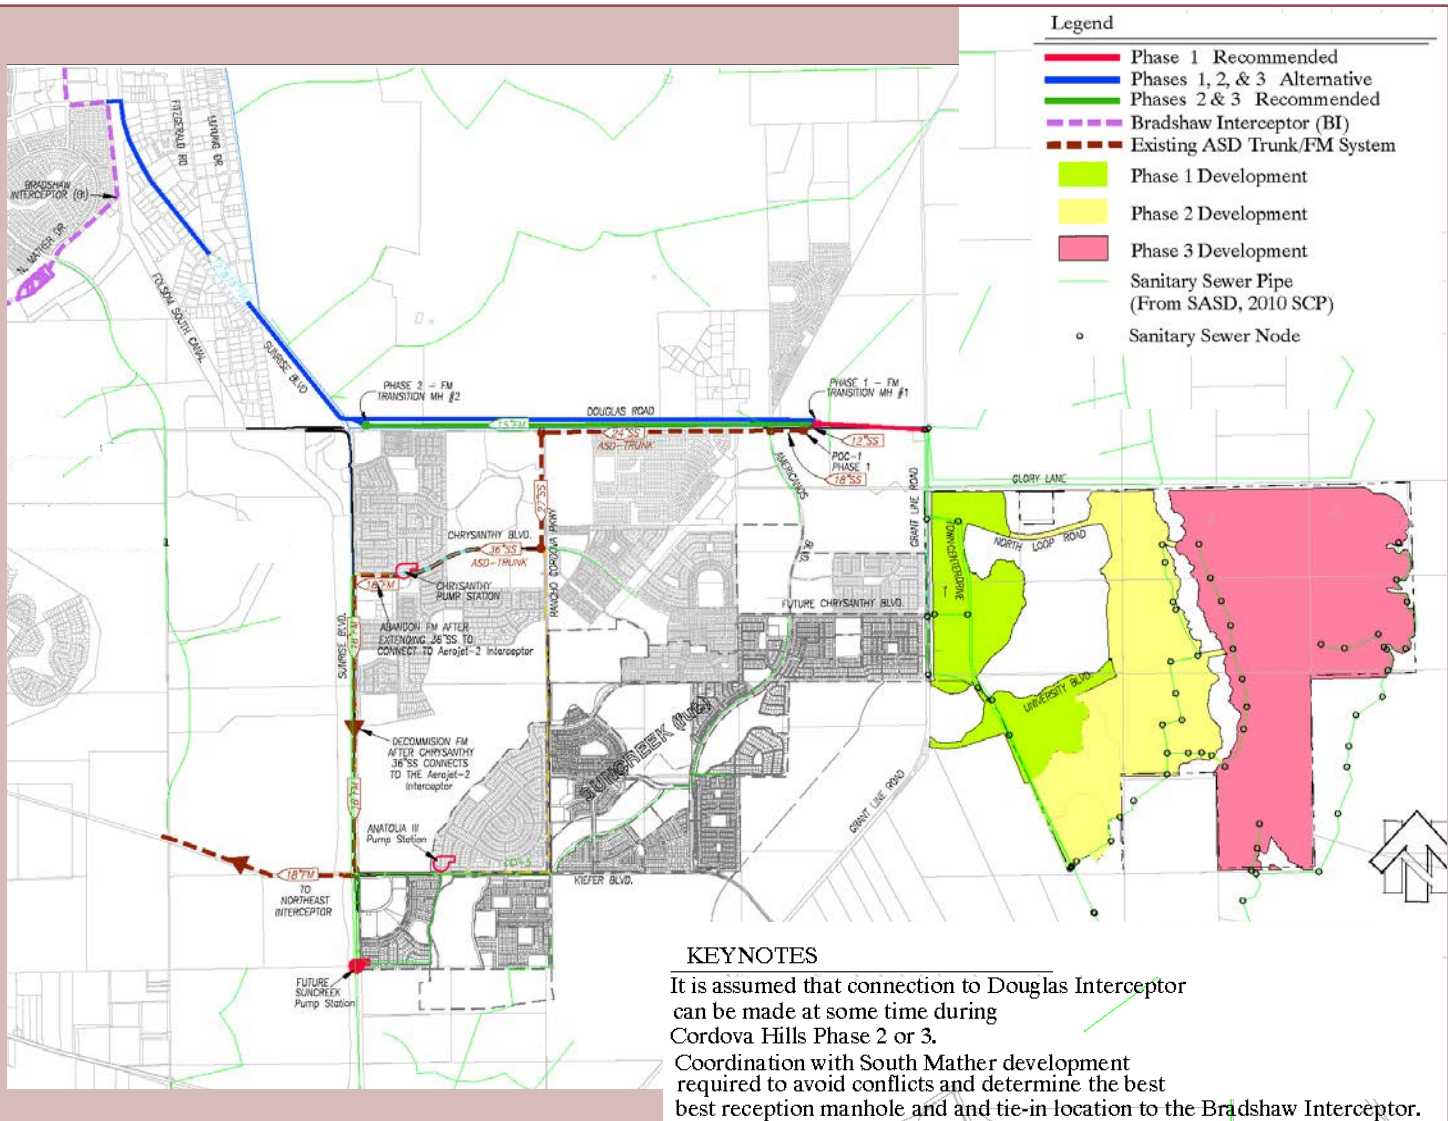 Legend
Phase 1 Recommended
Phases 1, 2, & 3 Alternative
Phases 2 & 3 Recommended
Bradshaw Interceptor (BI)
Existing ASD Trunk/FM System
Phase 1 Development
Phase 2 Development
Phase 3 Development
Sanitary Sewer Pipe
(From SASD, 2010 SCP)
Sanitary Sewer Node
FITZGERALD RD
LUYUNG DR
BRADSHAW
INTERCEPTOR (BI)
N. MATHER DR.
FOLSOM SOUTH CANAL
SUNRISE BLVD
PHASE 2 - FM
TRANSITION MH #2
PHASE 1 - FM
TRANSITION MH #1
DOUGLAS ROAD
15"FM
24"SS
ASD-TRUNK
12"SS
POC-1
PHASE 1
18"SS
AMERICANOS
BLVD.
GRANT LINE ROAD
GLORY LANE
27"SS
CHRYSANTHY BLVD.
36"SS
ASD-TRUNK
RANCHO CORDOVA PKWY
NORTH LOOP ROAD
TOWN CENTER DRIVE
18"FM
CHRYSANTHY
PUMP STATION
FUTURE CHRYSANTHY BLVD.
ABANDON FM AFTER
EXTENDING 36"SS TO
CONNECT TO Aerojet-2 Interceptor
SUNRISE BLVD.
18"FM
UNIVERSITY BLVD.
SUNCREEK (fut)
DECOMMISION FM
AFTER CHRYSANTHY
36"SS CONNECTS
TO THE Aerojet-2
Interceptor
18"FM
GRANT LINE ROAD
ANATOLIA III
Pump Station
18"FM
TO
NORTHEAST
INTERCEPTOR
KIEFER BLVD.
FUTURE
SUNCREEK
Pump Station
KEYNOTES
It is assumed that connection to Douglas Interceptor
can be made at some time during
Cordova Hills Phase 2 or 3.
Coordination with South Mather development
required to avoid conflicts and determine the best
best reception manhole and and tie-in location to the Bradshaw Interceptor.